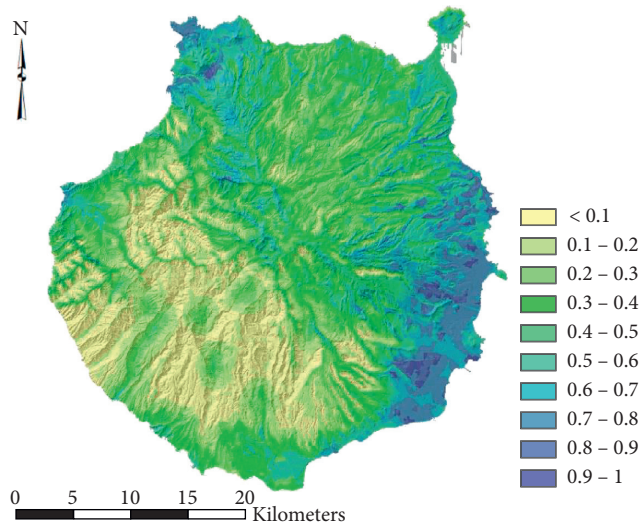 N
< 0.1
0.1 – 0.2
0.2 – 0.3
0.3 – 0.4
0.4 – 0.5
0.5 – 0.6
0.6 – 0.7
0.7 – 0.8
0.8 – 0.9
0.9 – 1
0 5 10 15 20
Kilometers